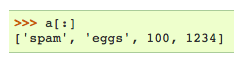 >>> a[:]
['spam', 'eggs', 100, 1234]